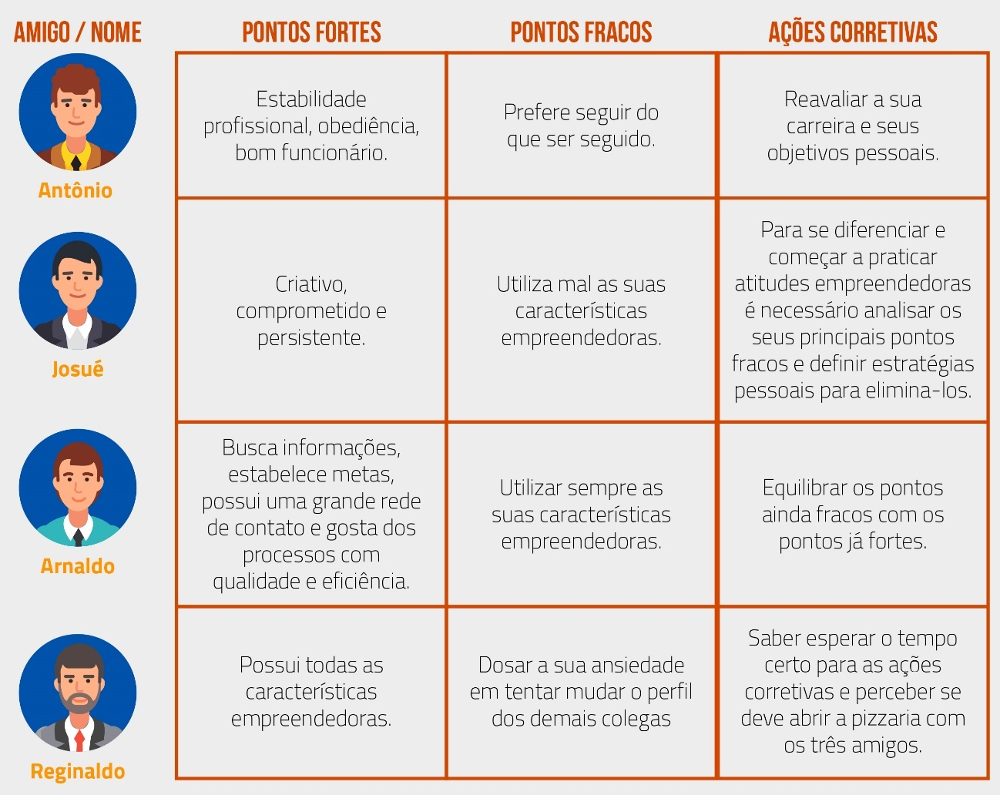 AMIGO / NOME
PONTOS FORTES
PONTOS FRACOS
AÇÕES CORRETIVAS
Antônio
Estabilidade
profissional, obediência,
bom funcionário.
Prefere seguir do
que ser seguido.
Reavaliar a sua
carreira e seus
objetivos pessoais.
Josué
Criativo,
comprometido e
persistente.
Utiliza mal as suas
características
empreendedoras.
Para se diferenciar e
começar a praticar
atitudes empreendedoras
é necessário analisar os
seus principais pontos
fracos e definir estratégias
pessoais para elimina-los.
Arnaldo
Busca informações,
estabelece metas,
possui uma grande rede
de contato e gosta dos
processos com
qualidade e eficiência.
Utilizar sempre as
suas características
empreendedoras.
Equilibrar os pontos
ainda fracos com os
pontos já fortes.
Reginaldo
Possui todas as
características
empreendedoras.
Dosar a sua ansiedade
em tentar mudar o perfil
dos demais colegas
Saber esperar o tempo
certo para as ações
corretivas e perceber se
deve abrir a pizzaria com
os três amigos.